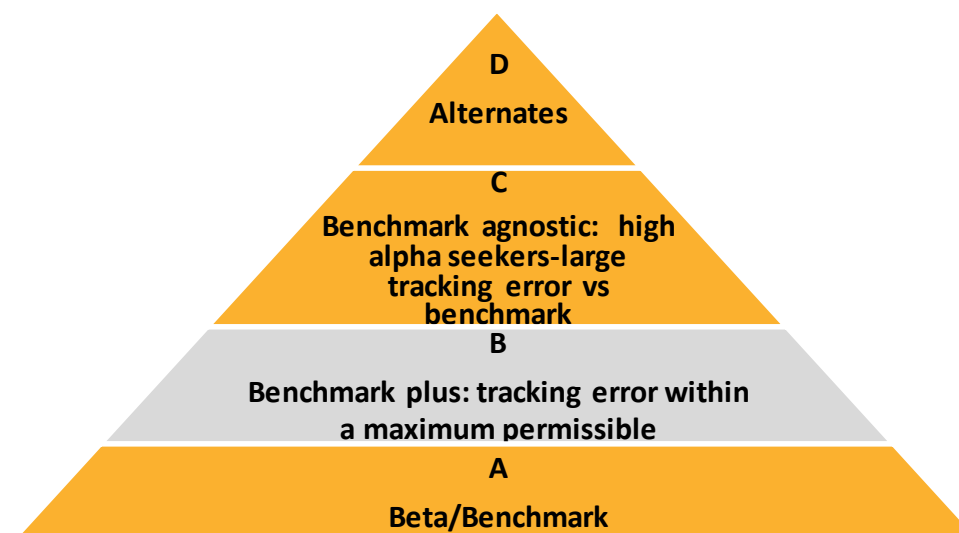 D
Alternates
C
Benchmark agnostic: high
alpha seekers-large
tracking error vs
benchmark
B
Benchmark plus: tracking error within
a maximum permissible
A
Beta/Benchmark